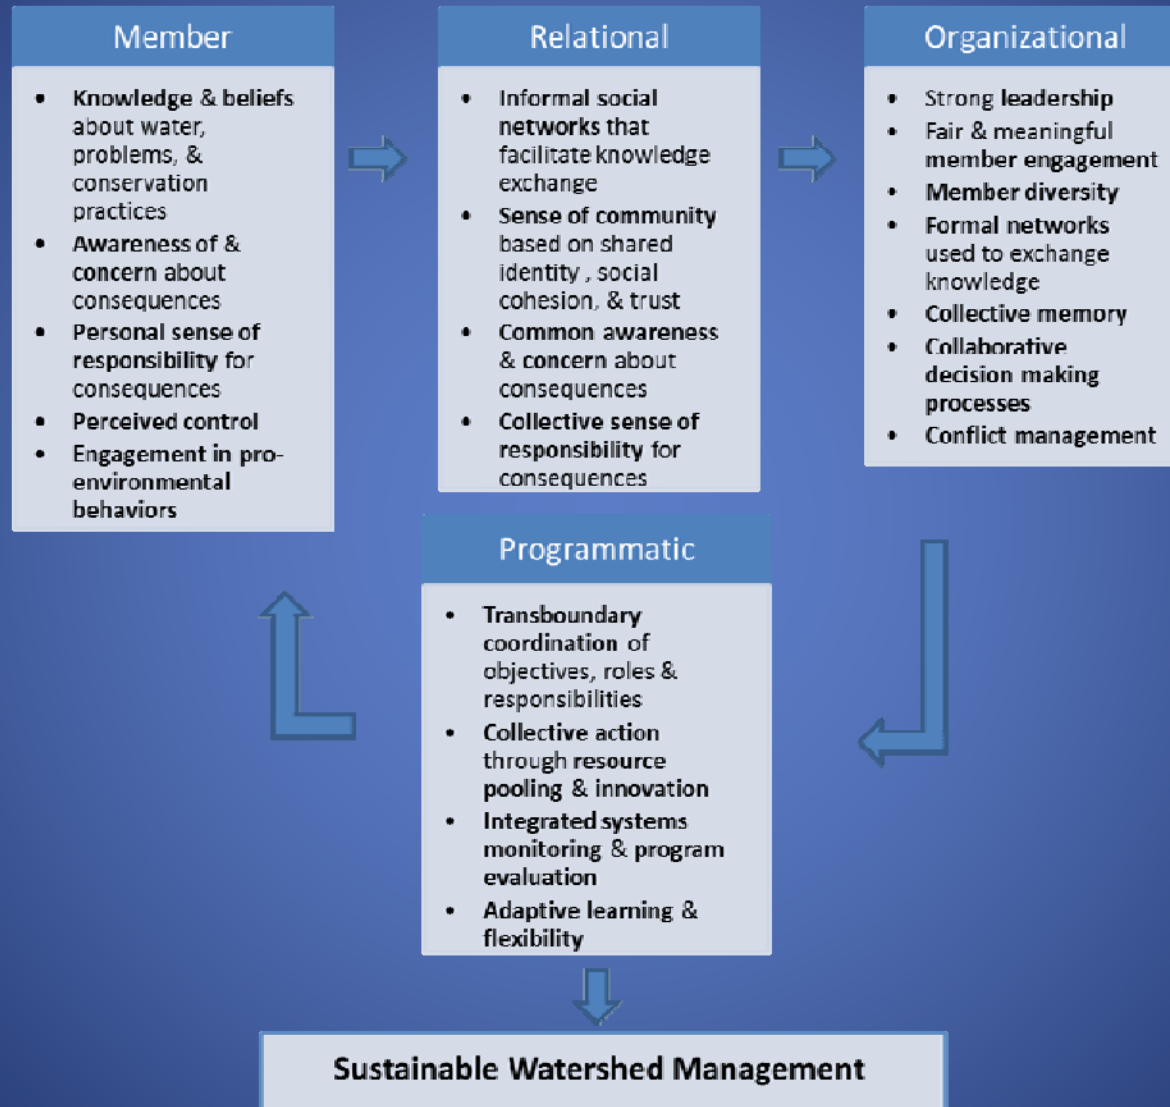 Member
• Knowledge & beliefs
about water,
problems, &
conservation
practices
• Awareness of &
concern about
consequences
• Personal sense of
responsibility for
consequences
• Perceived control
• Engagement in pro-
environmental
behaviors
Relational
• Informal social
networks that
facilitate knowledge
exchange
• Sense of community
based on shared
identity , social
cohesion, & trust
• Common awareness
& concern about
consequences
• Collective sense of
responsibility for
consequences
Organizational
• Strong leadership
• Fair & meaningful
member engagement
• Member diversity
• Formal networks
used to exchange
knowledge
• Collective memory
• Collaborative
decision making
processes
• Conflict management
Programmatic
• Transboundary
coordination of
objectives, roles &
responsibilities
• Collective action
through resource
pooling & innovation
• Integrated systems
monitoring & program
evaluation
• Adaptive learning &
flexibility
Sustainable Watershed Management